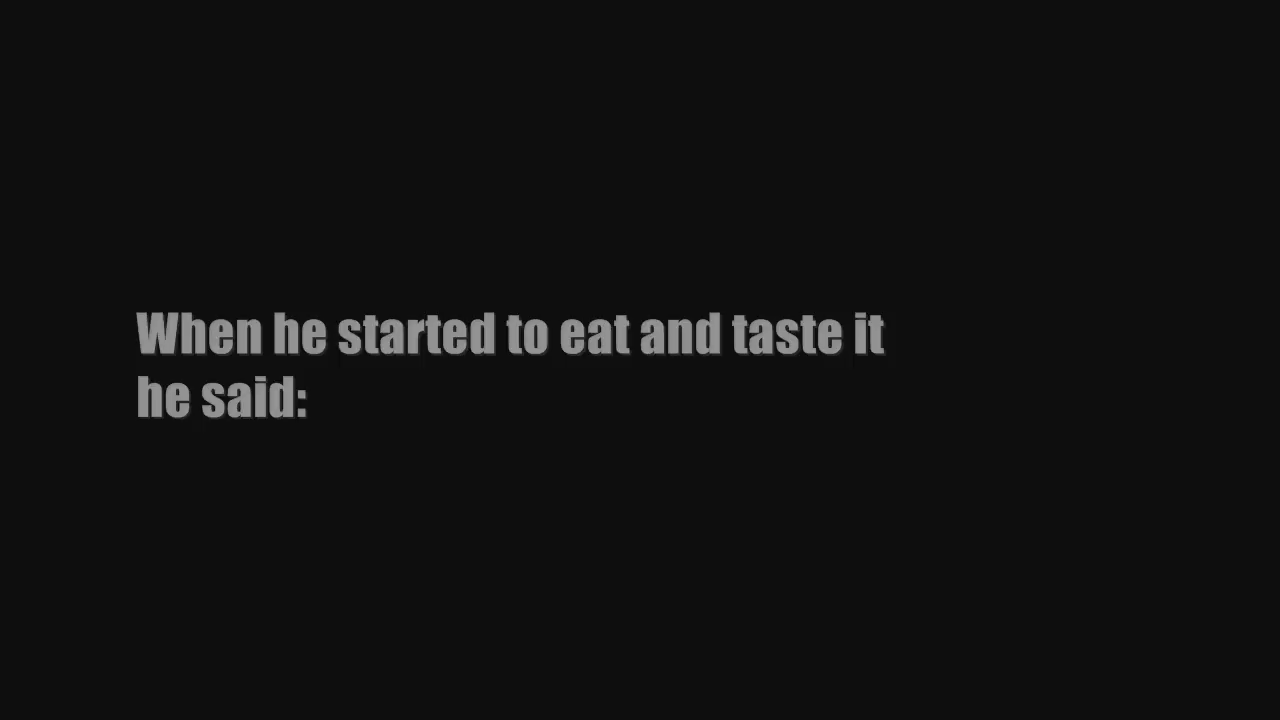 When he started to eat and taste it
he said: